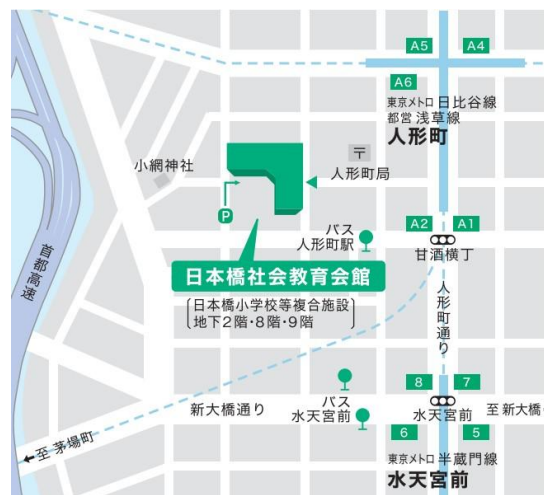 A5
A4
A6
東京メトロ 日比谷線
都営 浅草線
人形町
〒
人形町局
小網神社
P
バス
人形町駅
A2
A1
甘酒横丁
首都高速
日本橋社会教育会館
日本橋小学校等複合施設
地下2階・8階・9階
人形町通り
8
7
新大橋通り
バス
水天宮前
水天宮前
至 新大橋
←至 茅場町
6
5
東京メトロ 半蔵門線
水天宮前